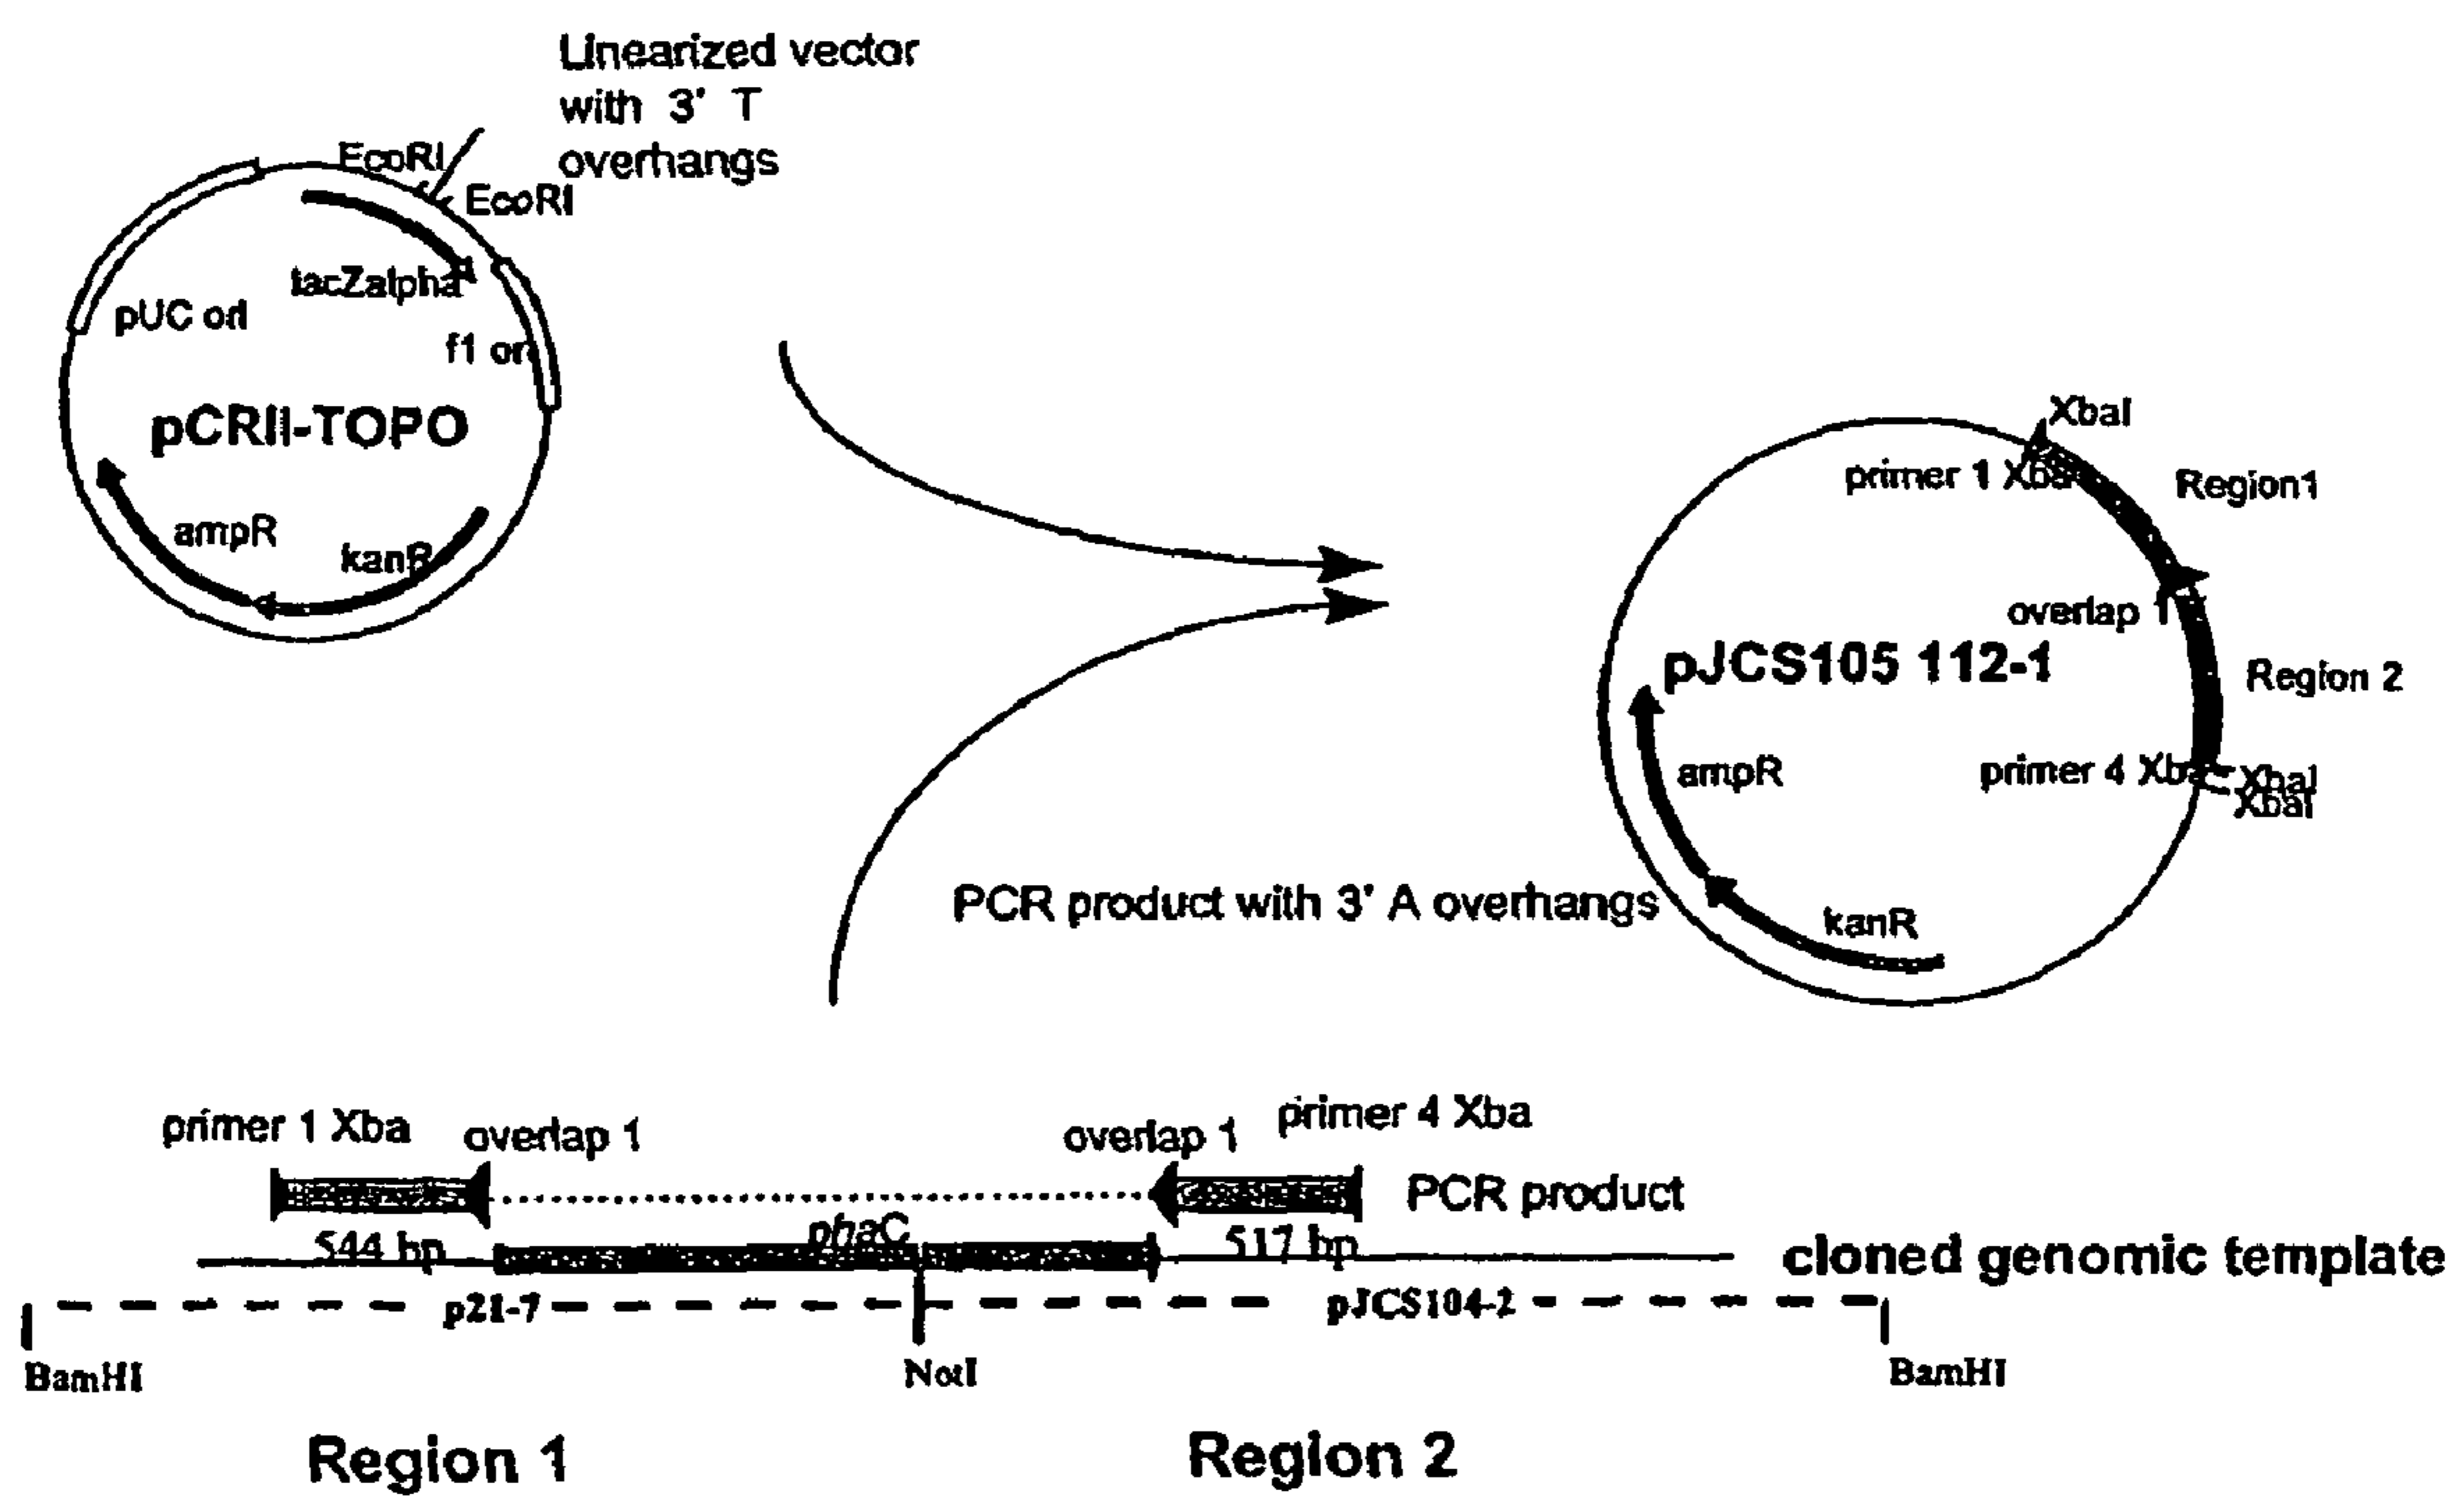 Linearized vector
with 3' T
overhangs
EcoRI
EcoRI
lacZalpha
pUC ori
f1 ori
pCRII-TOPO
ampR
kanR
XbaI
primer 1 Xba
Region1
overlap 1
pJCS105 112-1
Region 2
ampR
primer 4 Xba
XbaI
XbaI
kanR
PCR product with 3' A overhangs
primer 1 Xba
overlap 1
overlap 1
primer 4 Xba
PCR product
544 bp
phaC
517 bp
cloned genomic template
p21-7
pJCS104-2
BamHI
NotI
BamHI
Region 1
Region 2